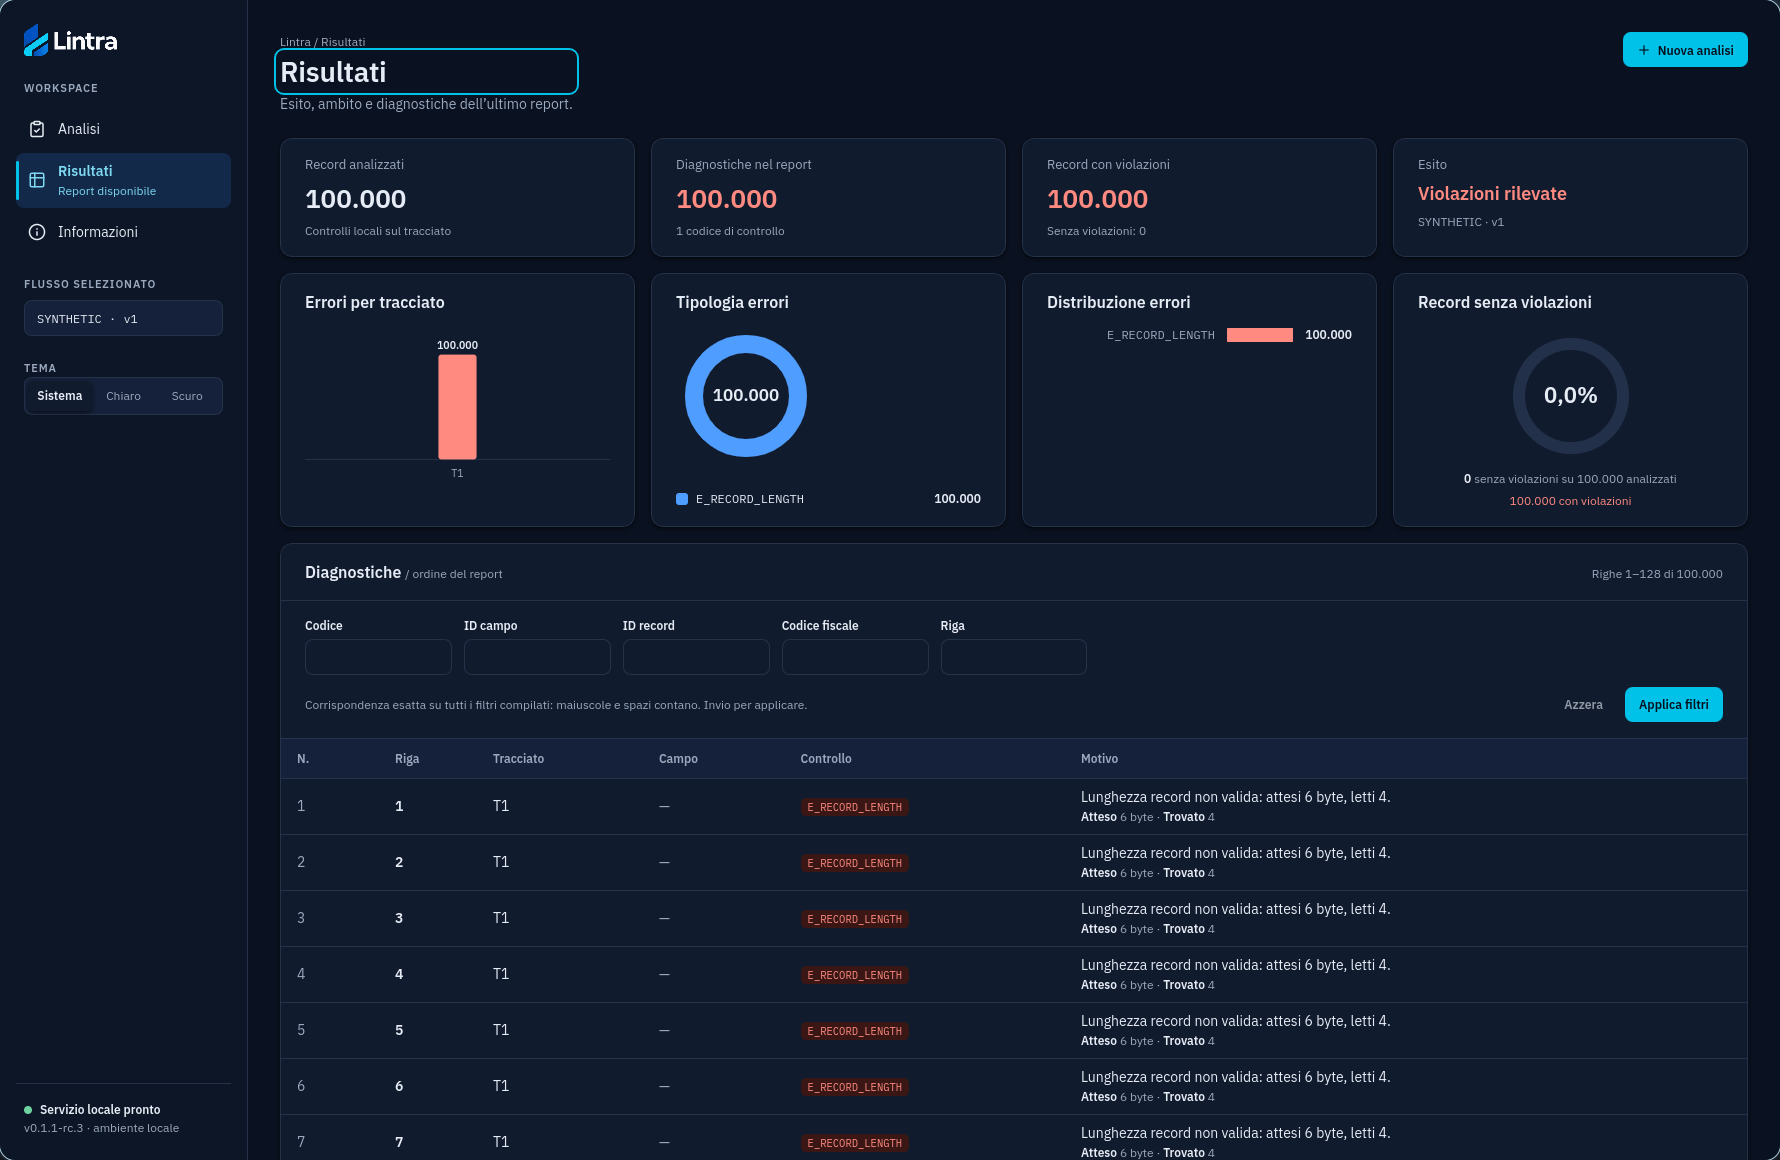 Lintra
WORKSPACE
Analisi
Risultati
Report disponibile
Informazioni
FLUSSO SELEZIONATO
SYNTHETIC · v1
TEMA
Sistema Chiaro Scuro
Servizio locale pronto
v0.1.1-rc.3 · ambiente locale
Lintra / Risultati
Risultati
Esito, ambito e diagnostiche dell’ultimo report.
+ Nuova analisi
Record analizzati
100.000
Controlli locali sul tracciato
Diagnostiche nel report
100.000
1 codice di controllo
Record con violazioni
100.000
Senza violazioni: 0
Esito
Violazioni rilevate
SYNTHETIC · v1
Errori per tracciato
100.000
T1
Tipologia errori
100.000
E_RECORD_LENGTH 100.000
Distribuzione errori
E_RECORD_LENGTH 100.000
Record senza violazioni
0,0%
0 senza violazioni su 100.000 analizzati
100.000 con violazioni
Diagnostiche / ordine del report
Righe 1–128 di 100.000
Codice ID campo ID record Codice fiscale Riga
Corrispondenza esatta su tutti i filtri compilati: maiuscole e spazi contano. Invio per applicare.
Azzera Applica filtri
N. Riga Tracciato Campo Controllo Motivo
1 1 T1 — E_RECORD_LENGTH Lunghezza record non valida: attesi 6 byte, letti 4.
Atteso 6 byte · Trovato 4
2 2 T1 — E_RECORD_LENGTH Lunghezza record non valida: attesi 6 byte, letti 4.
Atteso 6 byte · Trovato 4
3 3 T1 — E_RECORD_LENGTH Lunghezza record non valida: attesi 6 byte, letti 4.
Atteso 6 byte · Trovato 4
4 4 T1 — E_RECORD_LENGTH Lunghezza record non valida: attesi 6 byte, letti 4.
Atteso 6 byte · Trovato 4
5 5 T1 — E_RECORD_LENGTH Lunghezza record non valida: attesi 6 byte, letti 4.
Atteso 6 byte · Trovato 4
6 6 T1 — E_RECORD_LENGTH Lunghezza record non valida: attesi 6 byte, letti 4.
Atteso 6 byte · Trovato 4
7 7 T1 — E_RECORD_LENGTH Lunghezza record non valida: attesi 6 byte, letti 4.
Atteso 6 byte · Trovato 4